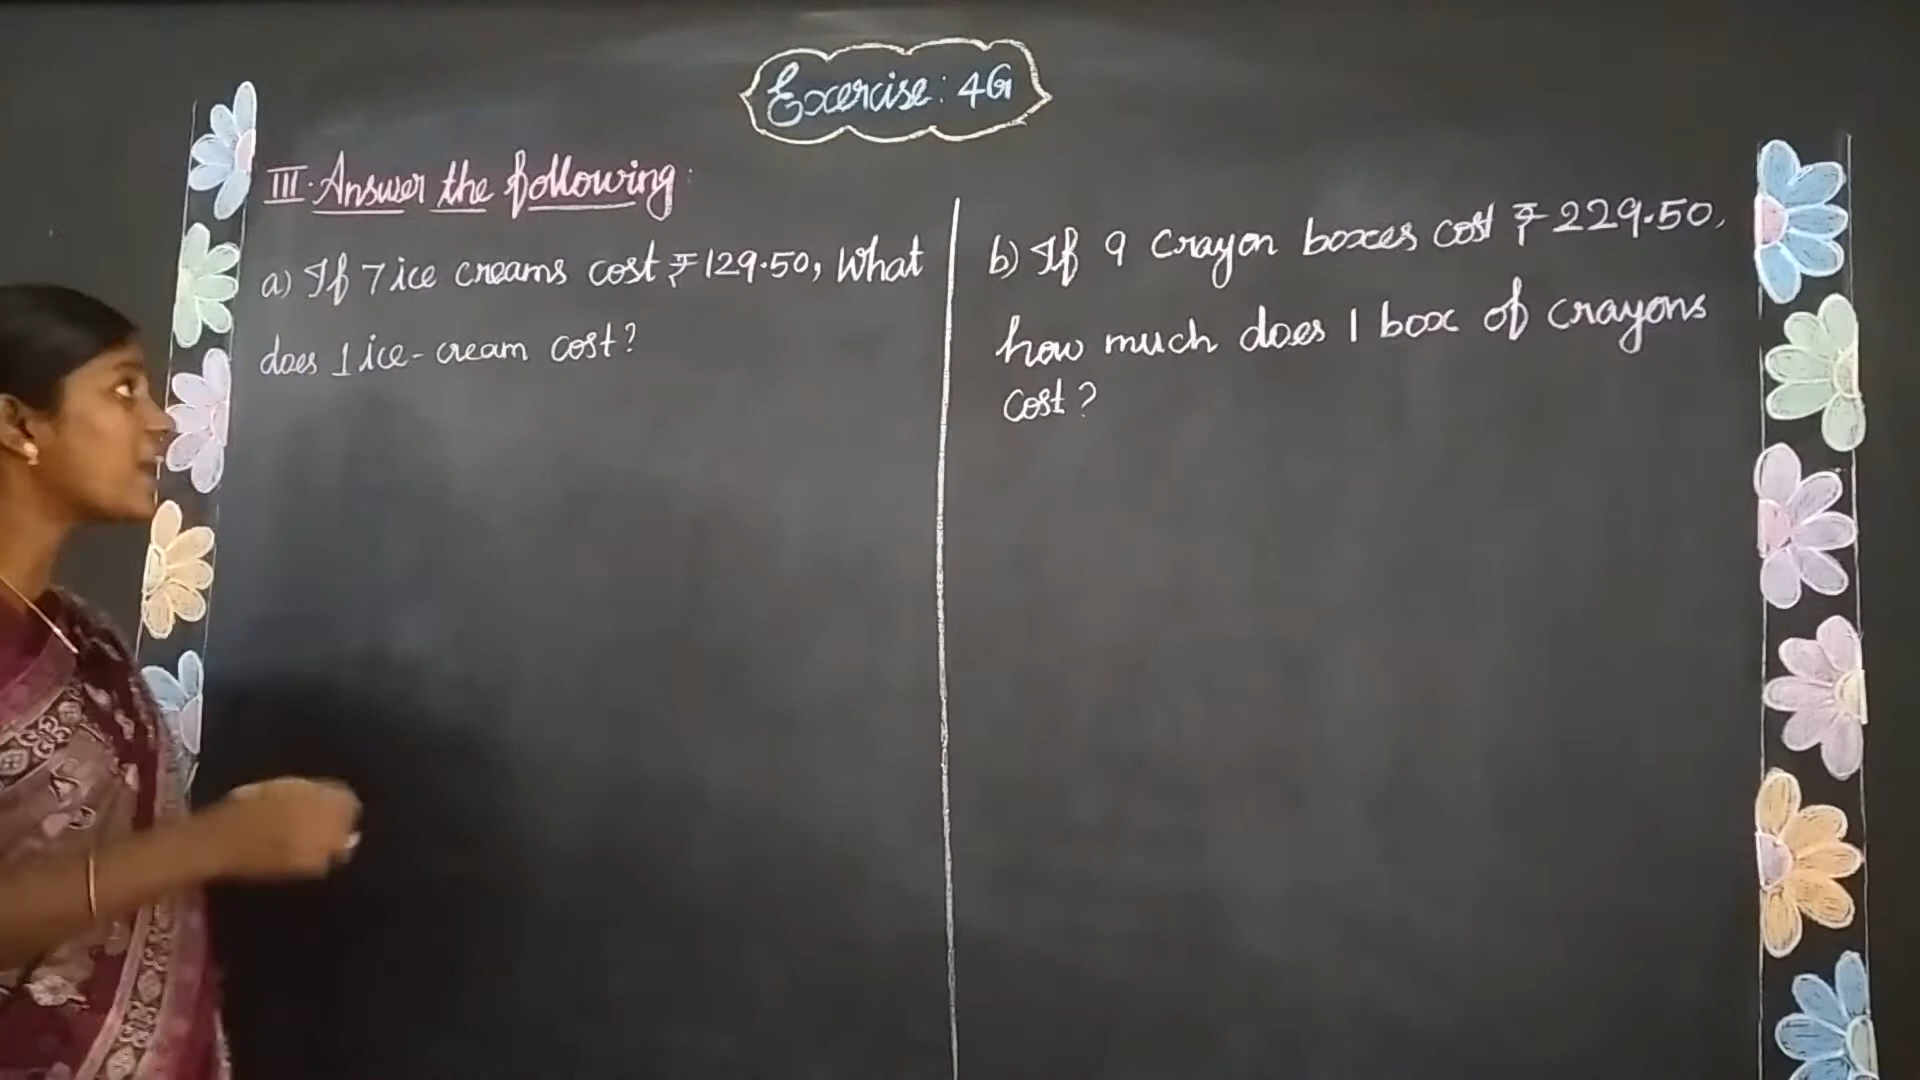 Exercise: 4G
III. Answer the following:
a) If 7 ice creams cost ₹ 129.50, What
does 1 ice-cream cost?
b) If 9 Crayon boxes cost ₹ 229.50,
how much does 1 box of crayons
cost?